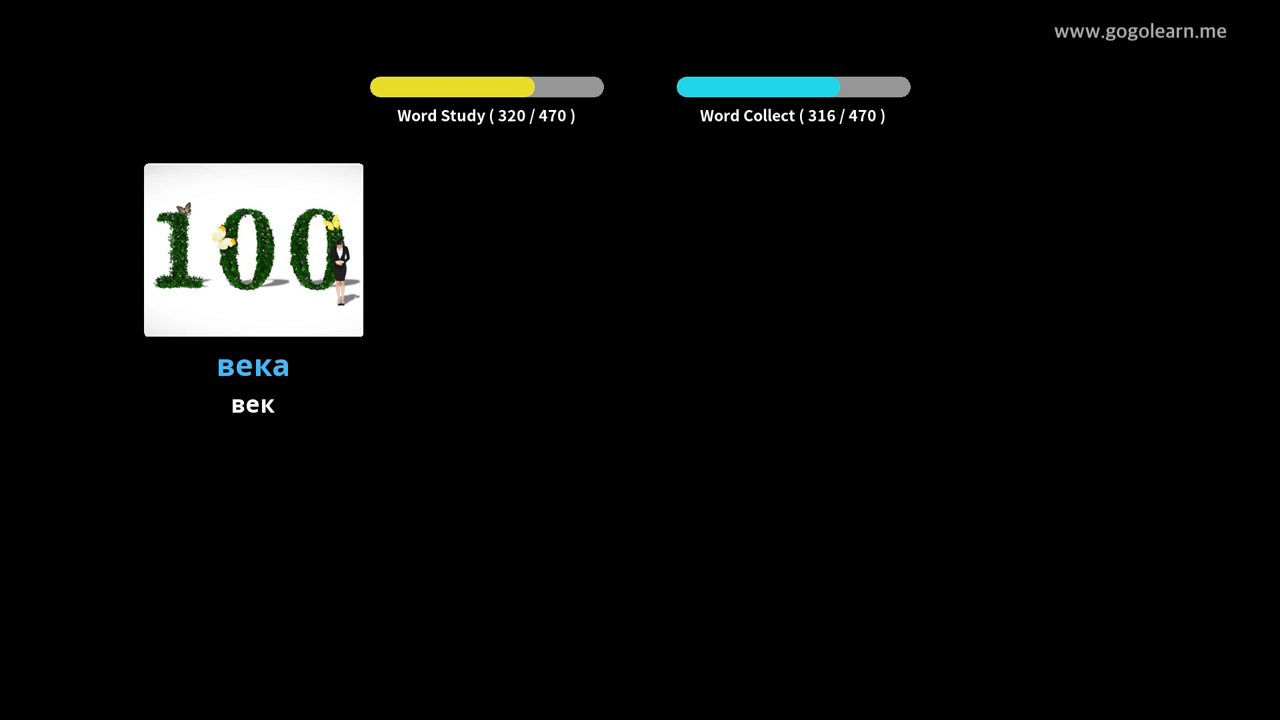 www.gogolearn.me
Word Study ( 320 / 470 )
Word Collect ( 316 / 470 )
100
века
век